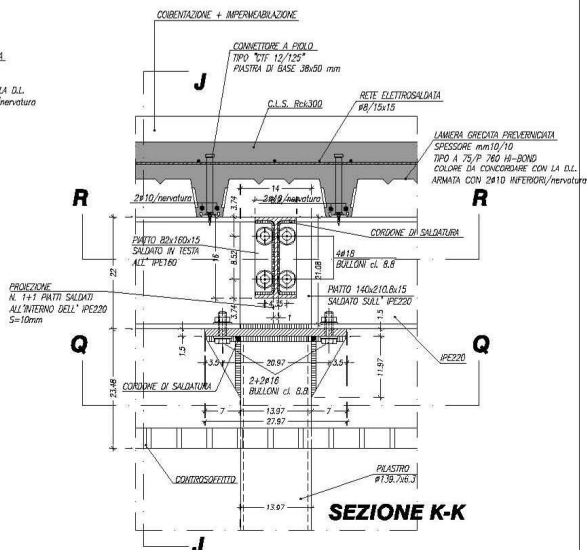 COIBENTAZIONE + IMPERMEABILIZAZIONE
CONNETTORE A PIOLO
TIPO "CTF 12/125"
PIASTRA DI BASE 38x50 mm
LA D.L.
/nervatura
J
RETE ELETTROSALDATA
ø8/15x15
C.L.S. Rck300
LAMIERA GRECATA PREVERNICIATA
SPESSORE mm10/10
TIPO A 75/P 760 HI-BOND
COLORE DA CONCORDARE CON LA D.L.
ARMATA CON 2ø10 INFERIORI/nervatura
14
R
R
2ø10/nervatura
2ø10/nervatura
3.74
CORDONE DI SALDATURA
PIATTO 82x160x15
SALDATO IN TESTA
ALL' IPE160
22
16
8.52
21.08
4ø18
BULLONI cl. 8.8
PROIEZIONE
N. 1+1 PIATTI SALDATI
ALL'INTERNO DELL' IPE220
S=10mm
PIATTO 140x210.8x15
SALDATO SULL' IPE220
3.74
1
1.5
Q
Q
1.5
IPE220
3.5
20.97
3.5
11.97
23.48
CORDONE DI SALDATURA
2+2ø16
BULLONI cl. 8.8
7
13.97
7
27.97
CONTROSOFFITTO
PILASTRO
ø139.7x6.3
13.97
SEZIONE K-K
J